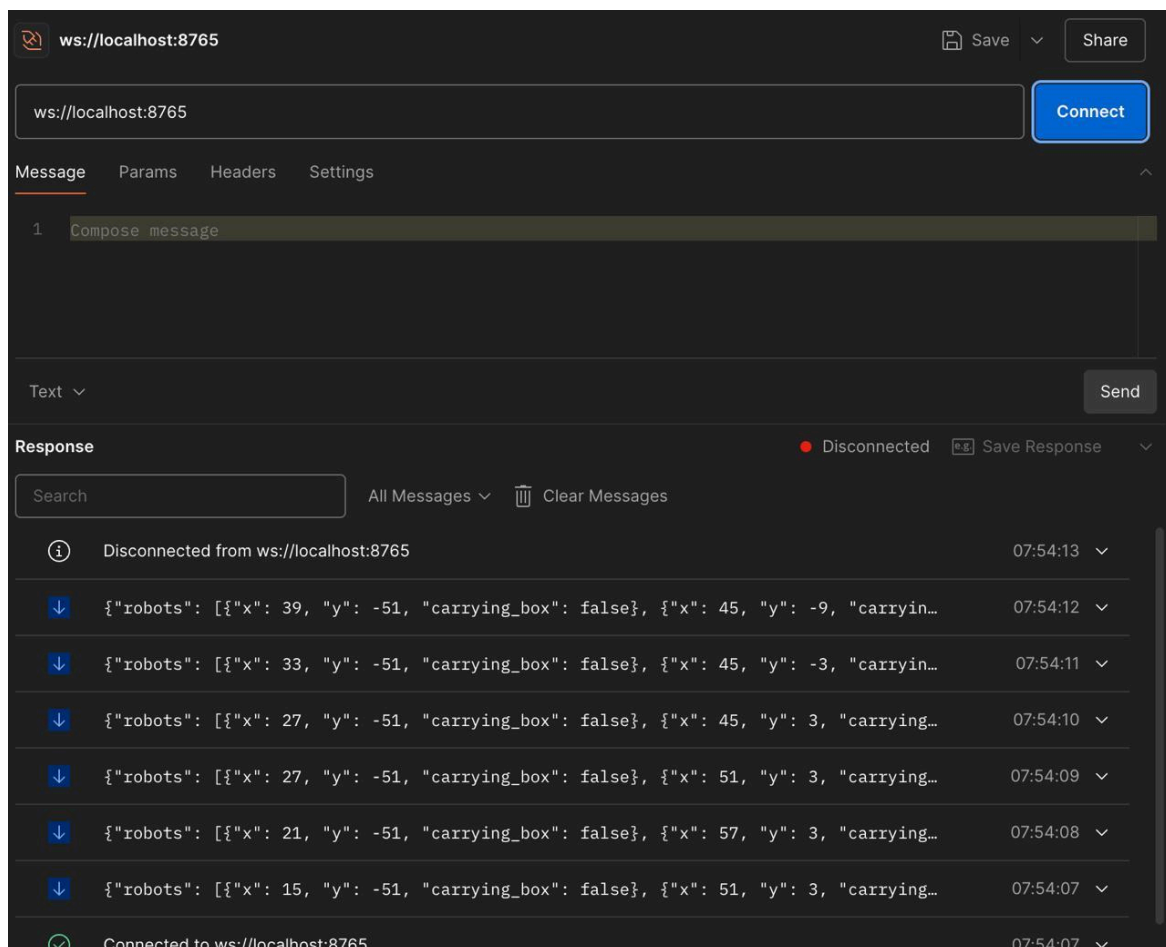 ws://localhost:8765
Save
Share
ws://localhost:8765
Connect
Message Params Headers Settings
1 Compose message
Text
Send
Response
Disconnected
e.g. Save Response
Search
All Messages
Clear Messages
Disconnected from ws://localhost:8765 07:54:13
{"robots": [{"x": 39, "y": -51, "carrying_box": false}, {"x": 45, "y": -9, "carryin… 07:54:12
{"robots": [{"x": 33, "y": -51, "carrying_box": false}, {"x": 45, "y": -3, "carryin… 07:54:11
{"robots": [{"x": 27, "y": -51, "carrying_box": false}, {"x": 45, "y": 3, "carrying… 07:54:10
{"robots": [{"x": 27, "y": -51, "carrying_box": false}, {"x": 51, "y": 3, "carrying… 07:54:09
{"robots": [{"x": 21, "y": -51, "carrying_box": false}, {"x": 57, "y": 3, "carrying… 07:54:08
{"robots": [{"x": 15, "y": -51, "carrying_box": false}, {"x": 51, "y": 3, "carrying… 07:54:07
Connected to ws://localhost:8765 07:54:07